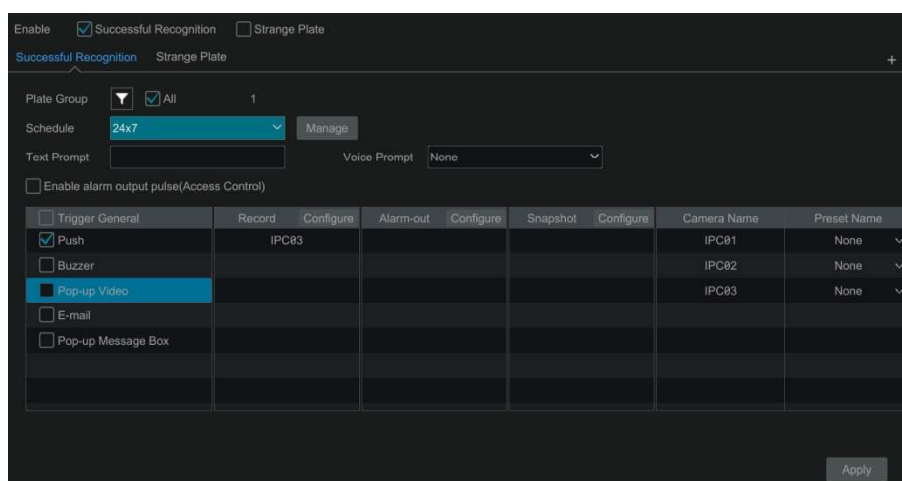 Enable Successful Recognition Strange Plate
Successful Recognition Strange Plate +
Plate Group All 1
Schedule 24x7 Manage
Text Prompt Voice Prompt None
Enable alarm output pulse(Access Control)
Trigger General Record Configure Alarm-out Configure Snapshot Configure Camera Name Preset Name
Push IPC03 IPC01 None
Buzzer IPC02 None
Pop-up Video IPC03 None
E-mail
Pop-up Message Box
Apply